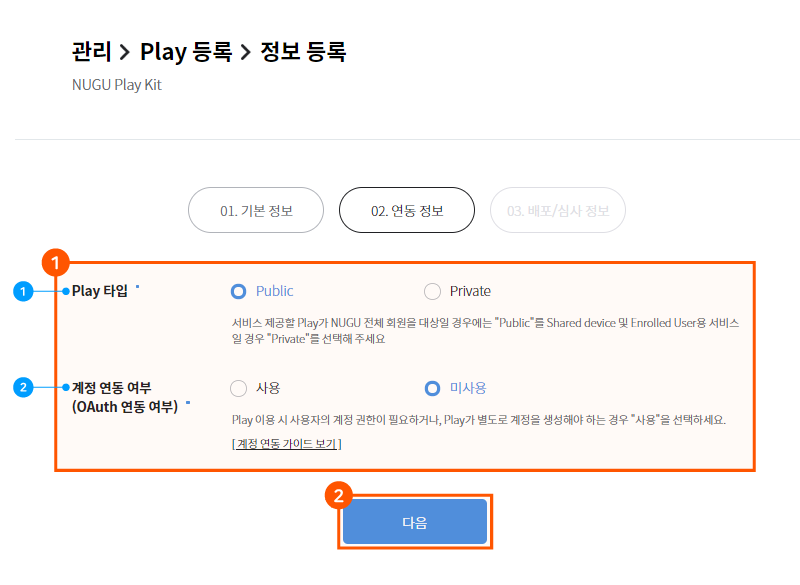 관리 > Play 등록 > 정보 등록
NUGU Play Kit
01. 기본 정보
02. 연동 정보
03. 배포/심사 정보
1
1
Play 타입
Public
Private
서비스 제공할 Play가 NUGU 전체 회원을 대상일 경우에는 "Public"를 Shared device 및 Enrolled User용 서비스
일 경우 "Private"를 선택해 주세요
2
계정 연동 여부
(OAuth 연동 여부)
사용
미사용
Play 이용 시 사용자의 계정 권한이 필요하거나, Play가 별도로 계정을 생성해야 하는 경우 "사용"을 선택하세요.
[ 계정 연동 가이드 보기 ]
2
다음